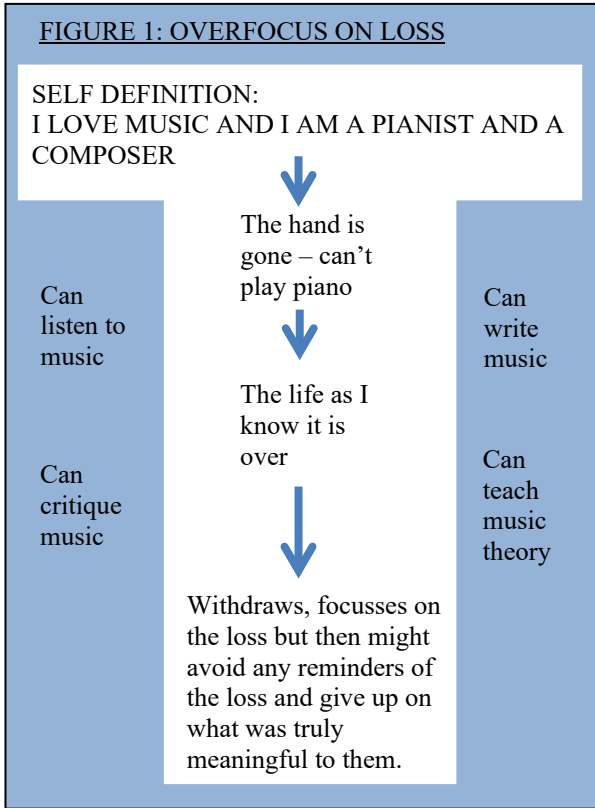 FIGURE 1: OVERFOCUS ON LOSS
SELF DEFINITION:
I LOVE MUSIC AND I AM A PIANIST AND A
COMPOSER
The hand is
gone – can’t
play piano
Can
listen to
music
Can
write
music
The life as I
know it is
over
Can
critique
music
Can
teach
music
theory
Withdraws, focusses on
the loss but then might
avoid any reminders of
the loss and give up on
what was truly
meaningful to them.